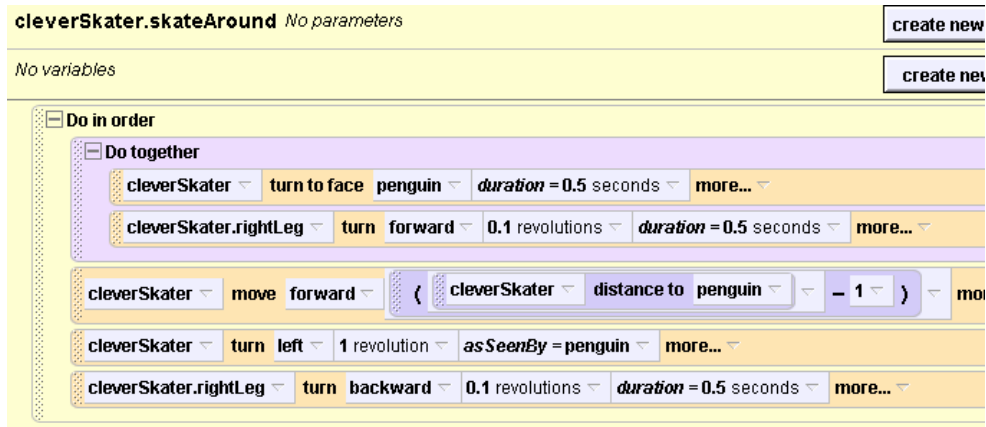 cleverSkater.skateAround No parameters create new
No variables create new
Do in order
Do together
cleverSkater turn to face penguin duration = 0.5 seconds more...
cleverSkater.rightLeg turn forward 0.1 revolutions duration = 0.5 seconds more...
cleverSkater move forward ( cleverSkater distance to penguin – 1 ) mo
cleverSkater turn left 1 revolution asSeenBy = penguin more...
cleverSkater.rightLeg turn backward 0.1 revolutions duration = 0.5 seconds more...